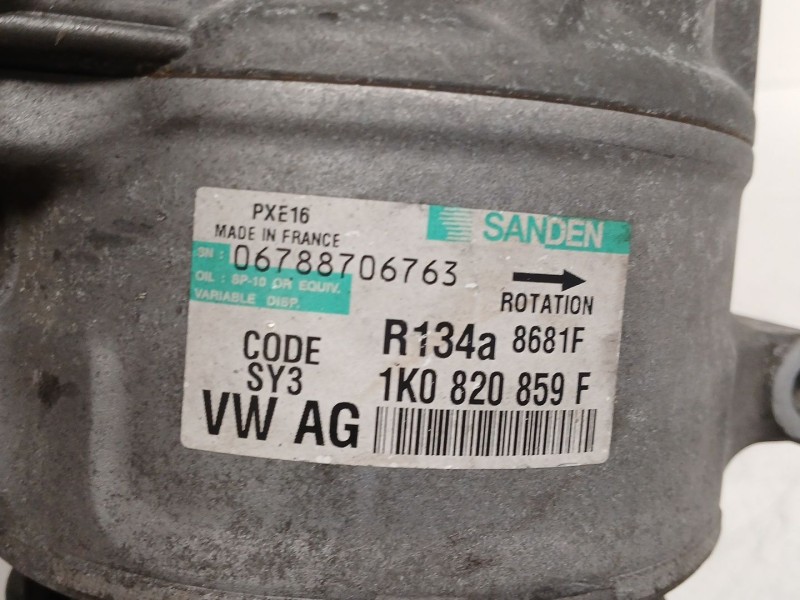 PXE16
MADE IN FRANCE
SANDEN
SN: 06788706763
OIL : SP-10 OR EQUIV.
VARIABLE DISP.
ROTATION
CODE
SY3
R134a 8681F
1K0 820 859 F
VW AG